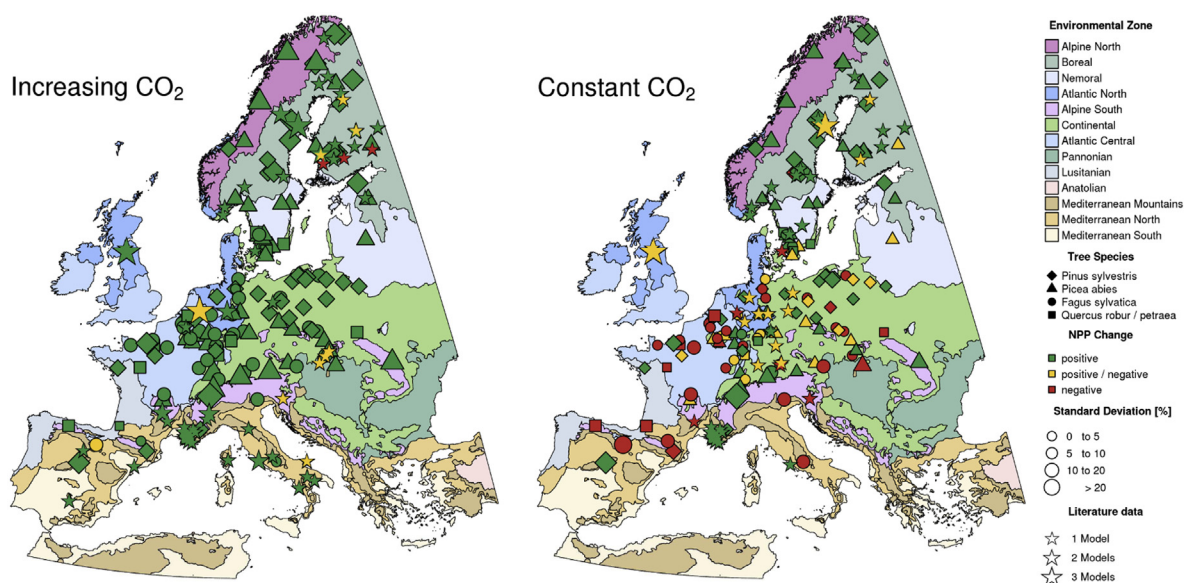 Increasing CO₂
Constant CO₂
Environmental Zone
Alpine North
Boreal
Nemoral
Atlantic North
Alpine South
Continental
Atlantic Central
Pannonian
Lusitanian
Anatolian
Mediterranean Mountains
Mediterranean North
Mediterranean South
Tree Species
Pinus sylvestris
Picea abies
Fagus sylvatica
Quercus robur / petraea
NPP Change
positive
positive / negative
negative
Standard Deviation [%]
0 to 5
5 to 10
10 to 20
> 20
Literature data
1 Model
2 Models
3 Models